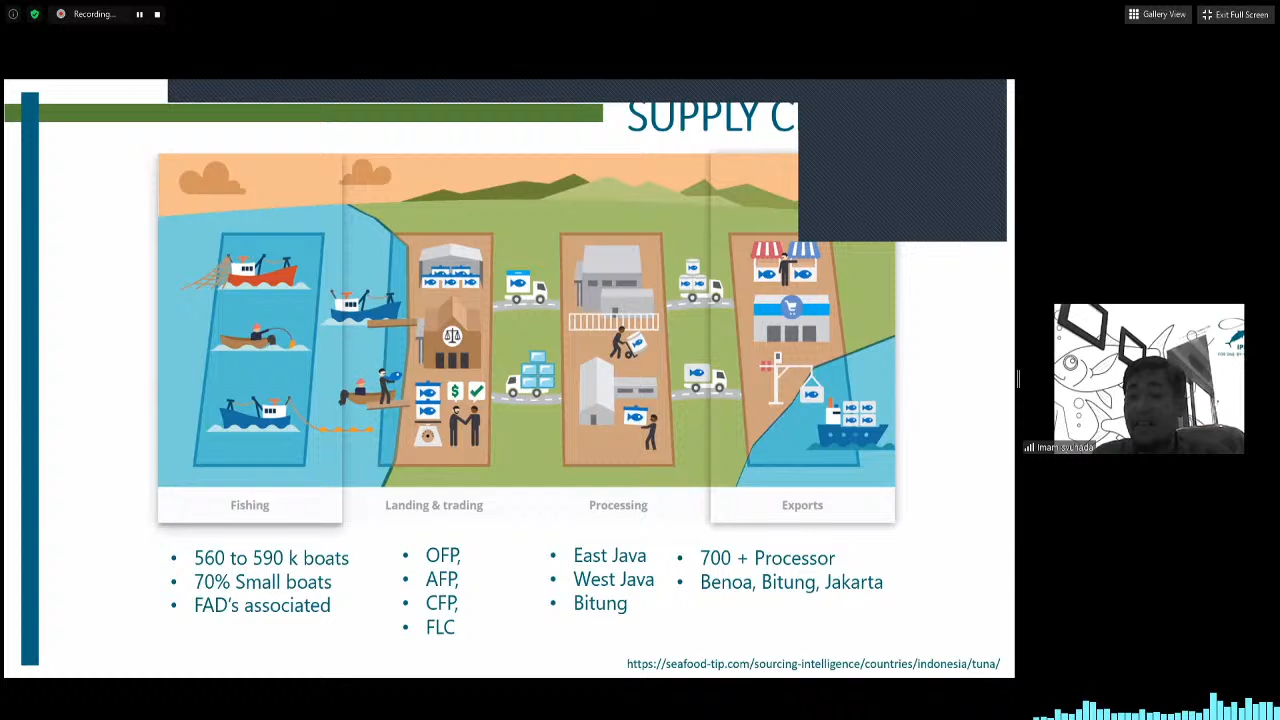 Recording...
Gallery View
Exit Full Screen
SUPPLY C
$
Fishing
Landing & trading
Processing
Exports
• 560 to 590 k boats
• 70% Small boats
• FAD's associated
• OFP,
• AFP,
• CFP,
• FLC
• East Java
• West Java
• Bitung
• 700 + Processor
• Benoa, Bitung, Jakarta
https://seafood-tip.com/sourcing-intelligence/countries/indonesia/tuna/
Imam syuhada